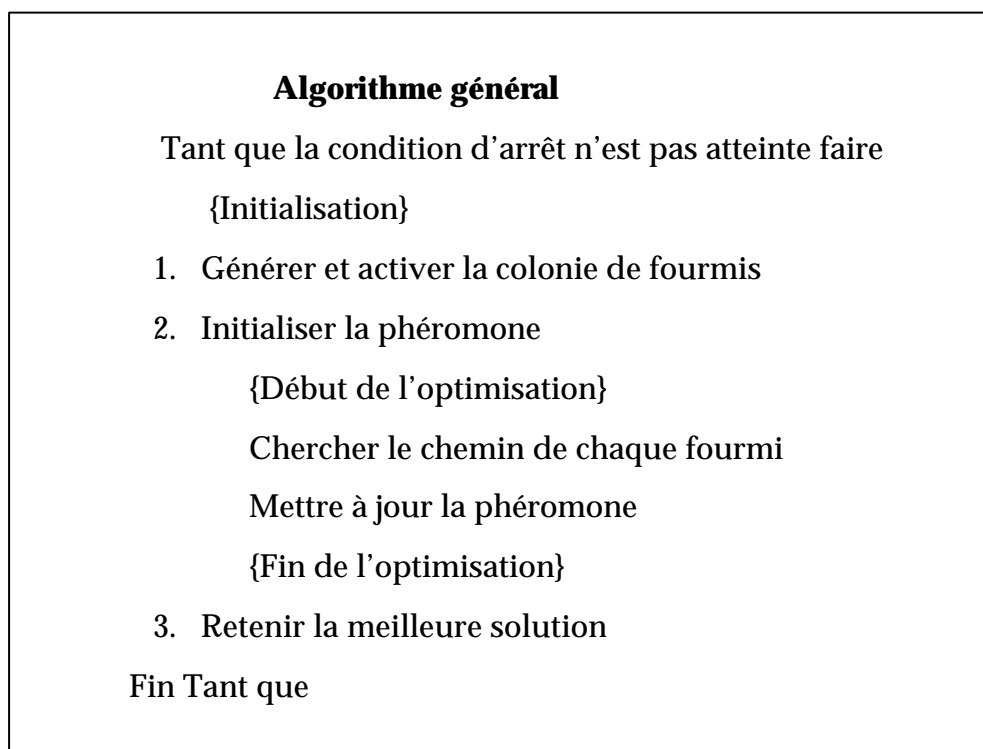 Algorithme général
Tant que la condition d’arrêt n’est pas atteinte faire
{Initialisation}
1. Générer et activer la colonie de fourmis
2. Initialiser la phéromone
{Début de l’optimisation}
Chercher le chemin de chaque fourmi
Mettre à jour la phéromone
{Fin de l’optimisation}
3. Retenir la meilleure solution
Fin Tant que